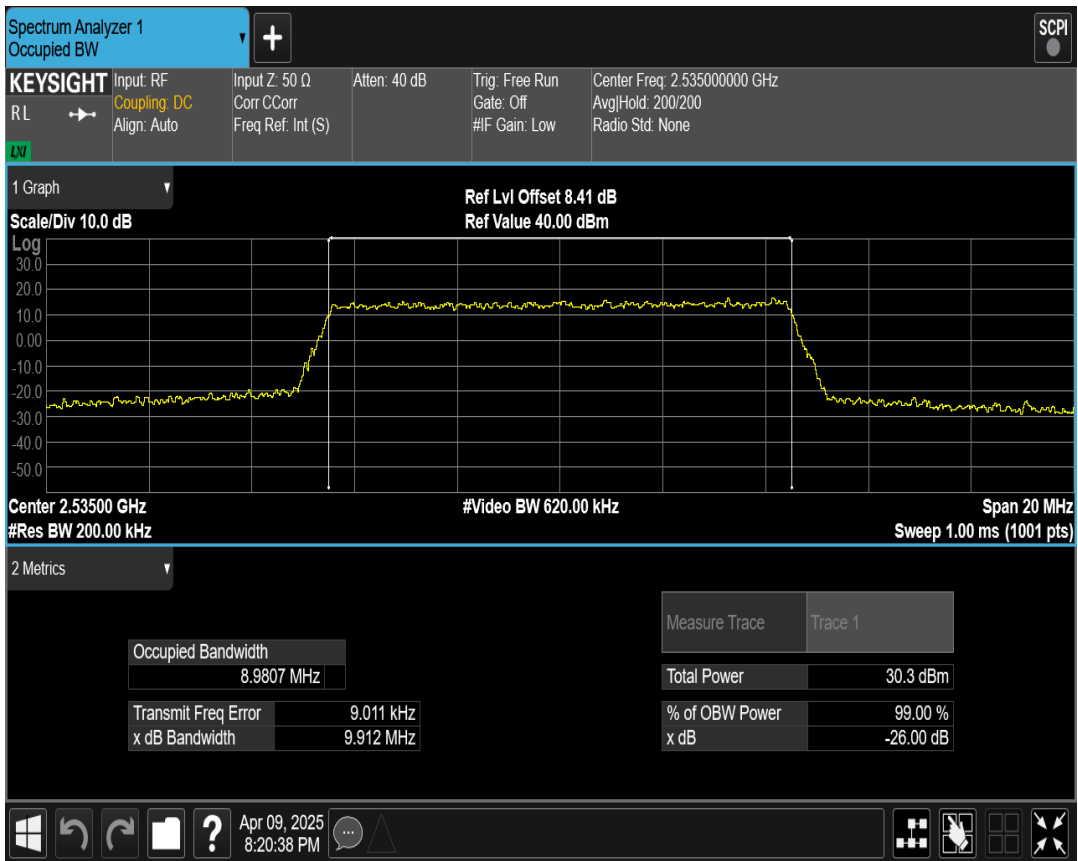 Spectrum Analyzer 1
Occupied BW
+
SCPI
KEYSIGHT
RL
LXI
Input: RF
Coupling: DC
Align: Auto
Input Z: 50 Ω
Corr CCorr
Freq Ref: Int (S)
Atten: 40 dB
Trig: Free Run
Gate: Off
#IF Gain: Low
Center Freq: 2.535000000 GHz
Avg|Hold: 200/200
Radio Std: None
1 Graph
Scale/Div 10.0 dB
Ref Lvl Offset 8.41 dB
Ref Value 40.00 dBm
Log
30.0
20.0
10.0
0.00
-10.0
-20.0
-30.0
-40.0
-50.0
Center 2.53500 GHz
#Res BW 200.00 kHz
#Video BW 620.00 kHz
Span 20 MHz
Sweep 1.00 ms (1001 pts)
2 Metrics
Measure Trace Trace 1
Occupied Bandwidth
8.9807 MHz
Total Power 30.3 dBm
Transmit Freq Error 9.011 kHz
x dB Bandwidth 9.912 MHz
% of OBW Power 99.00 %
x dB -26.00 dB
?
Apr 09, 2025
8:20:38 PM